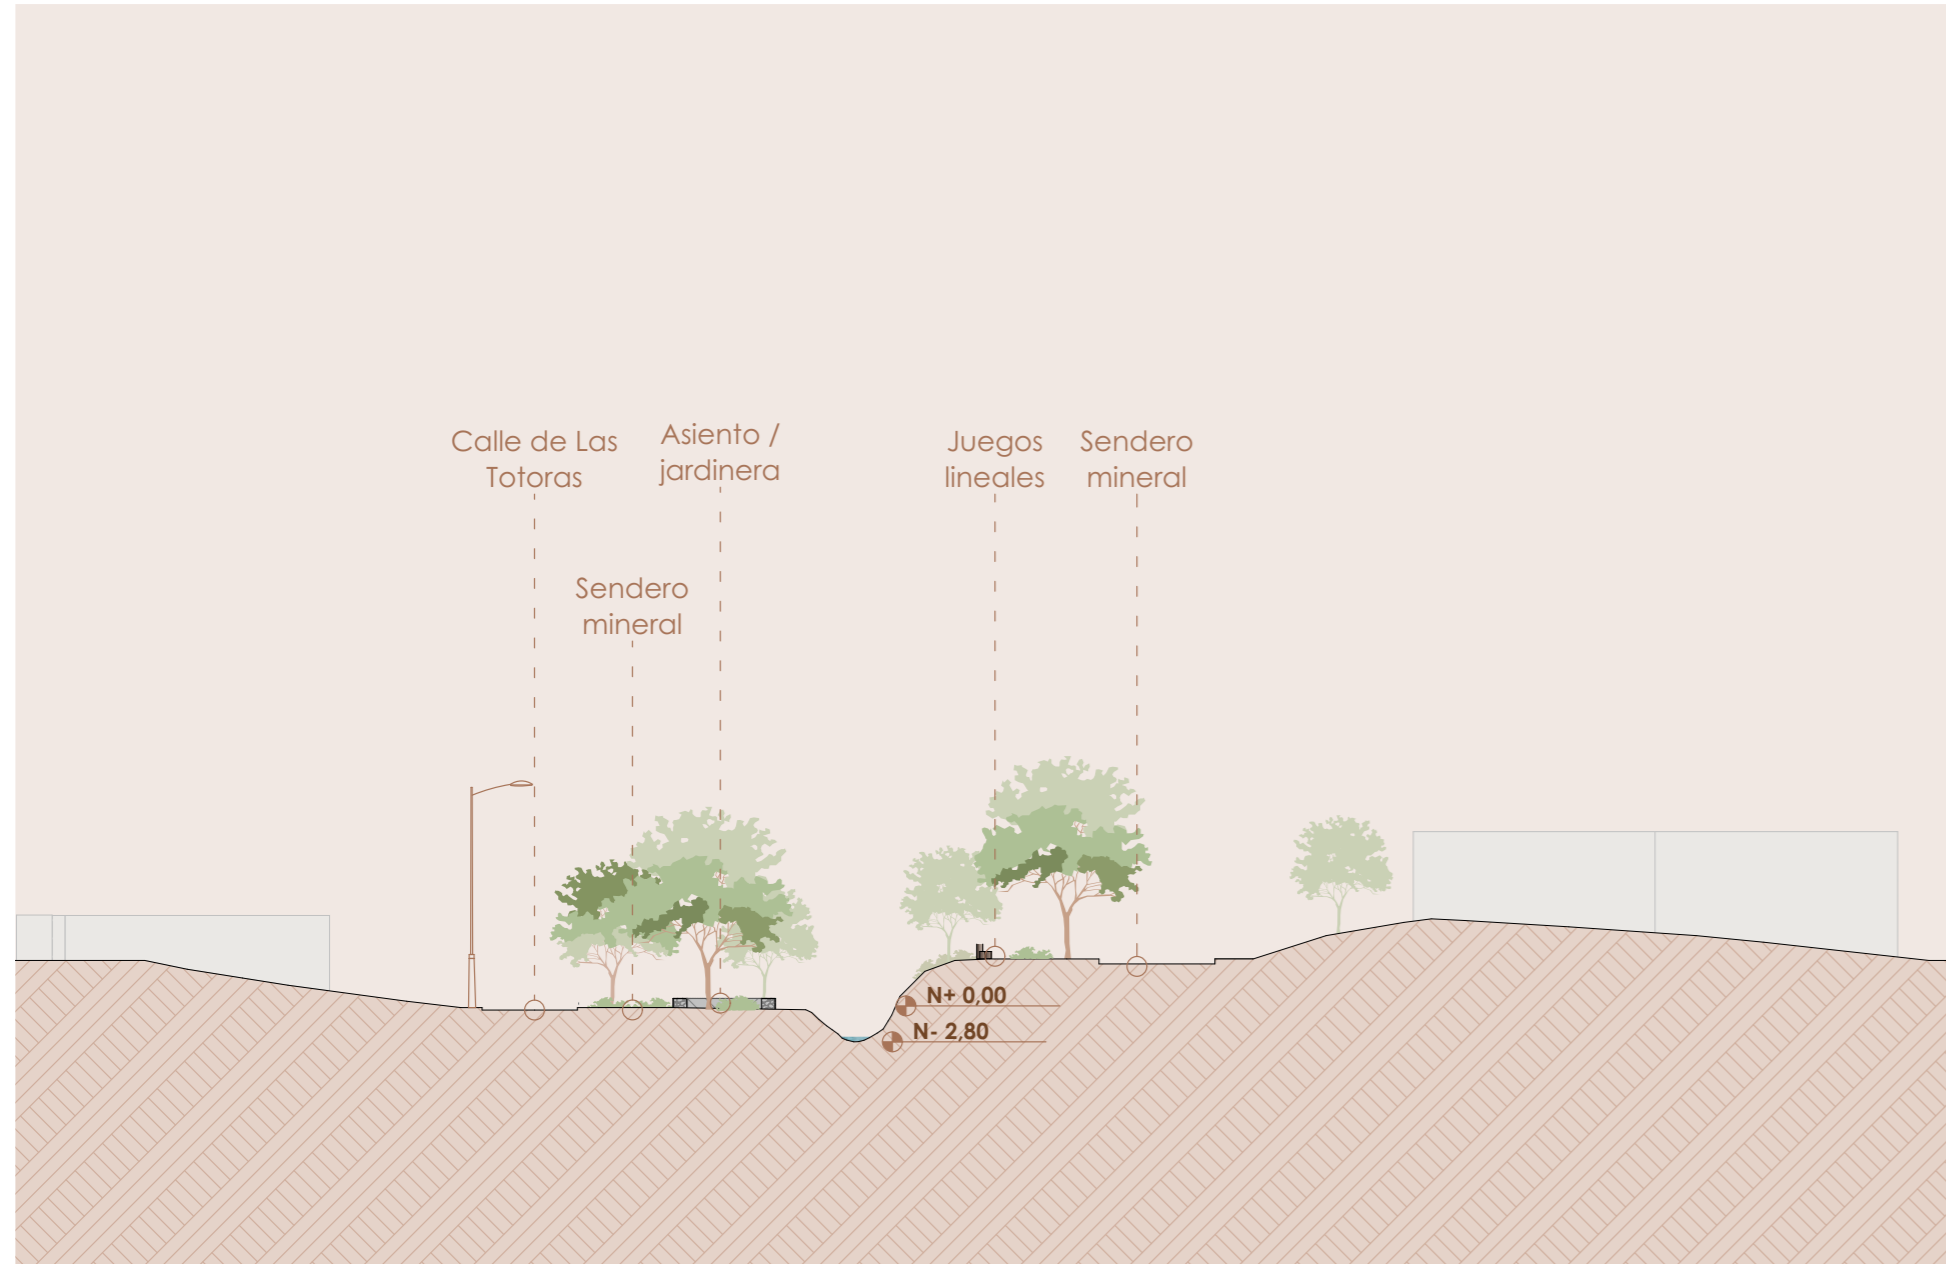 Calle de Las
Totoras
Asiento /
jardinera
Juegos
lineales
Sendero
mineral
Sendero
mineral
N+ 0,00
N- 2,80